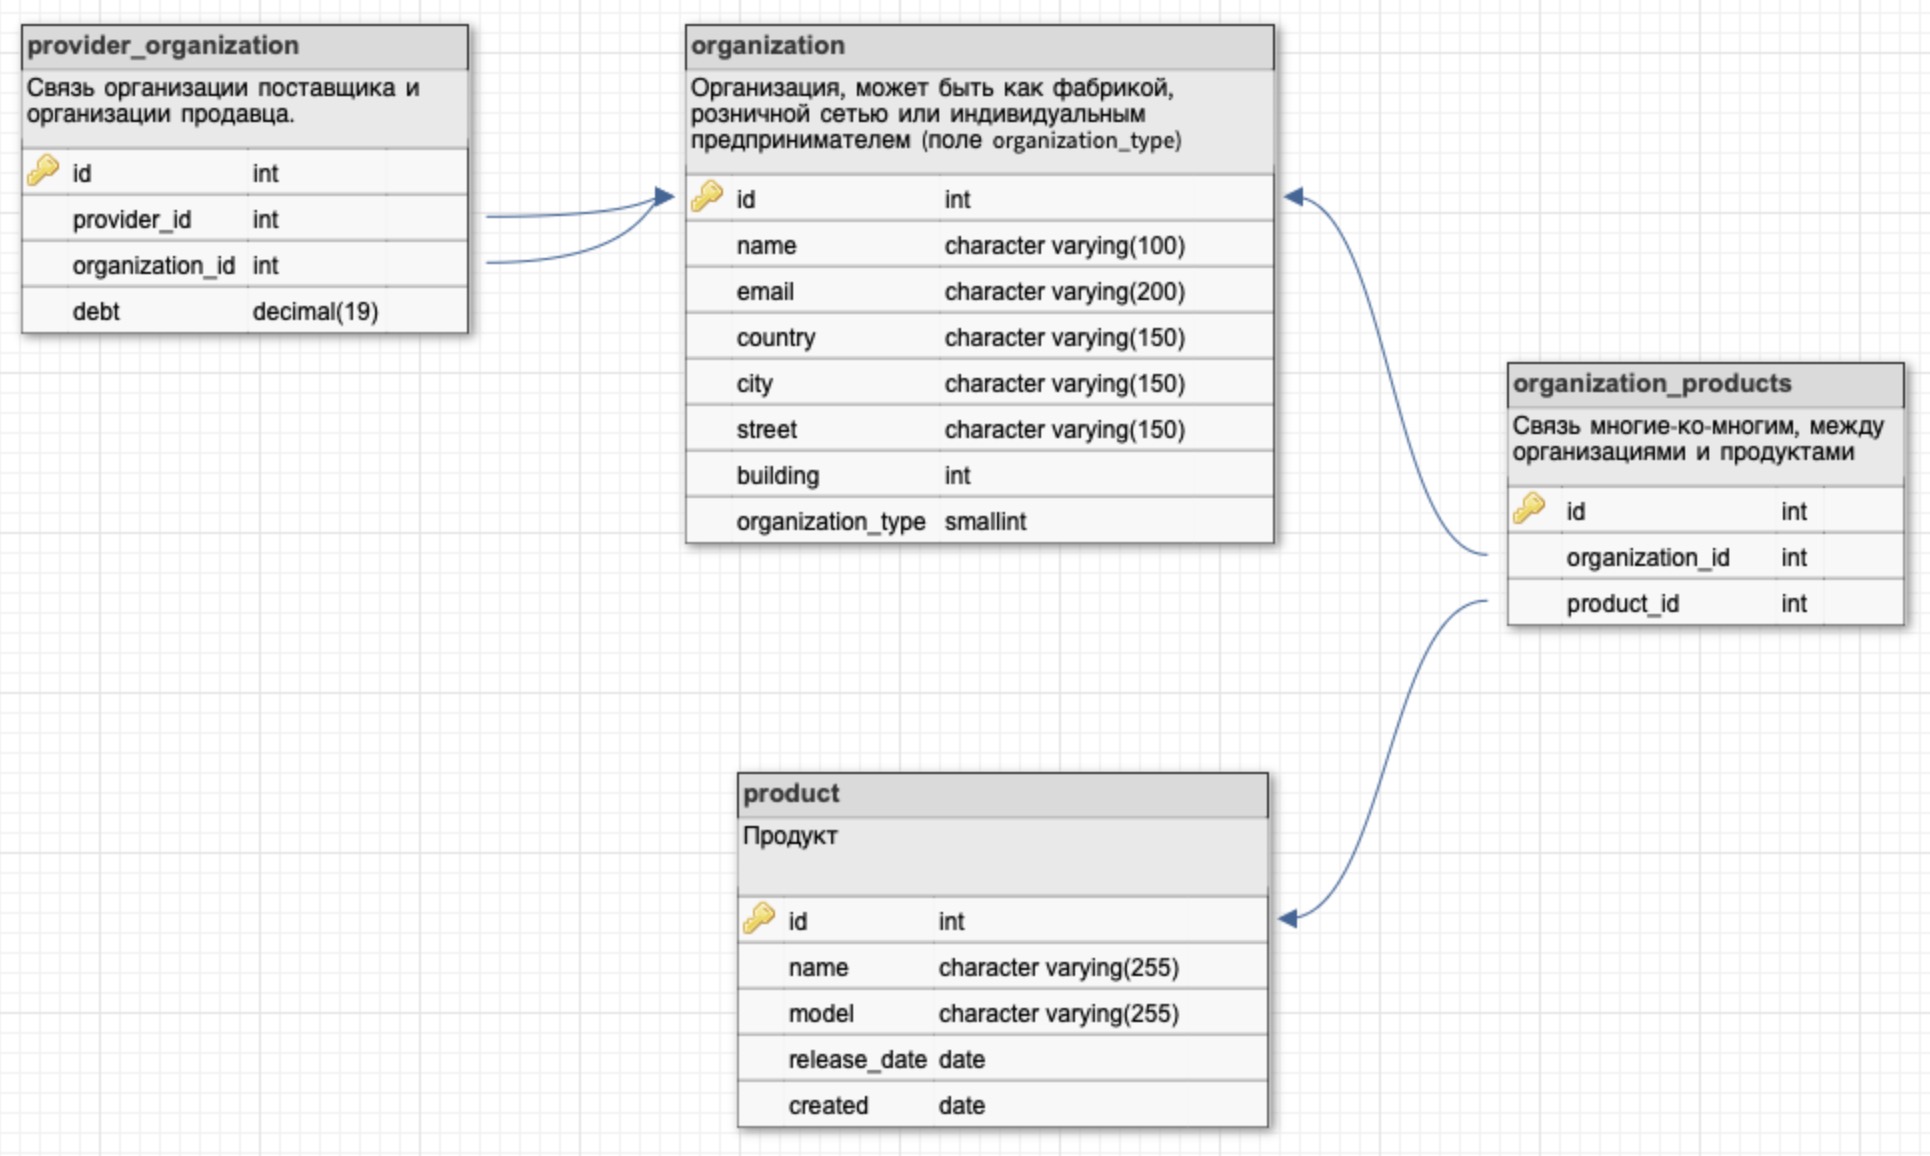 provider_organization
Связь организации поставщика и
организации продавца.
id int
provider_id int
organization_id int
debt decimal(19)
organization
Организация, может быть как фабрикой,
розничной сетью или индивидуальным
предпринимателем (поле organization_type)
id int
name character varying(100)
email character varying(200)
country character varying(150)
city character varying(150)
street character varying(150)
building int
organization_type smallint
organization_products
Связь многие-ко-многим, между
организациями и продуктами
id int
organization_id int
product_id int
product
Продукт
id int
name character varying(255)
model character varying(255)
release_date date
created date